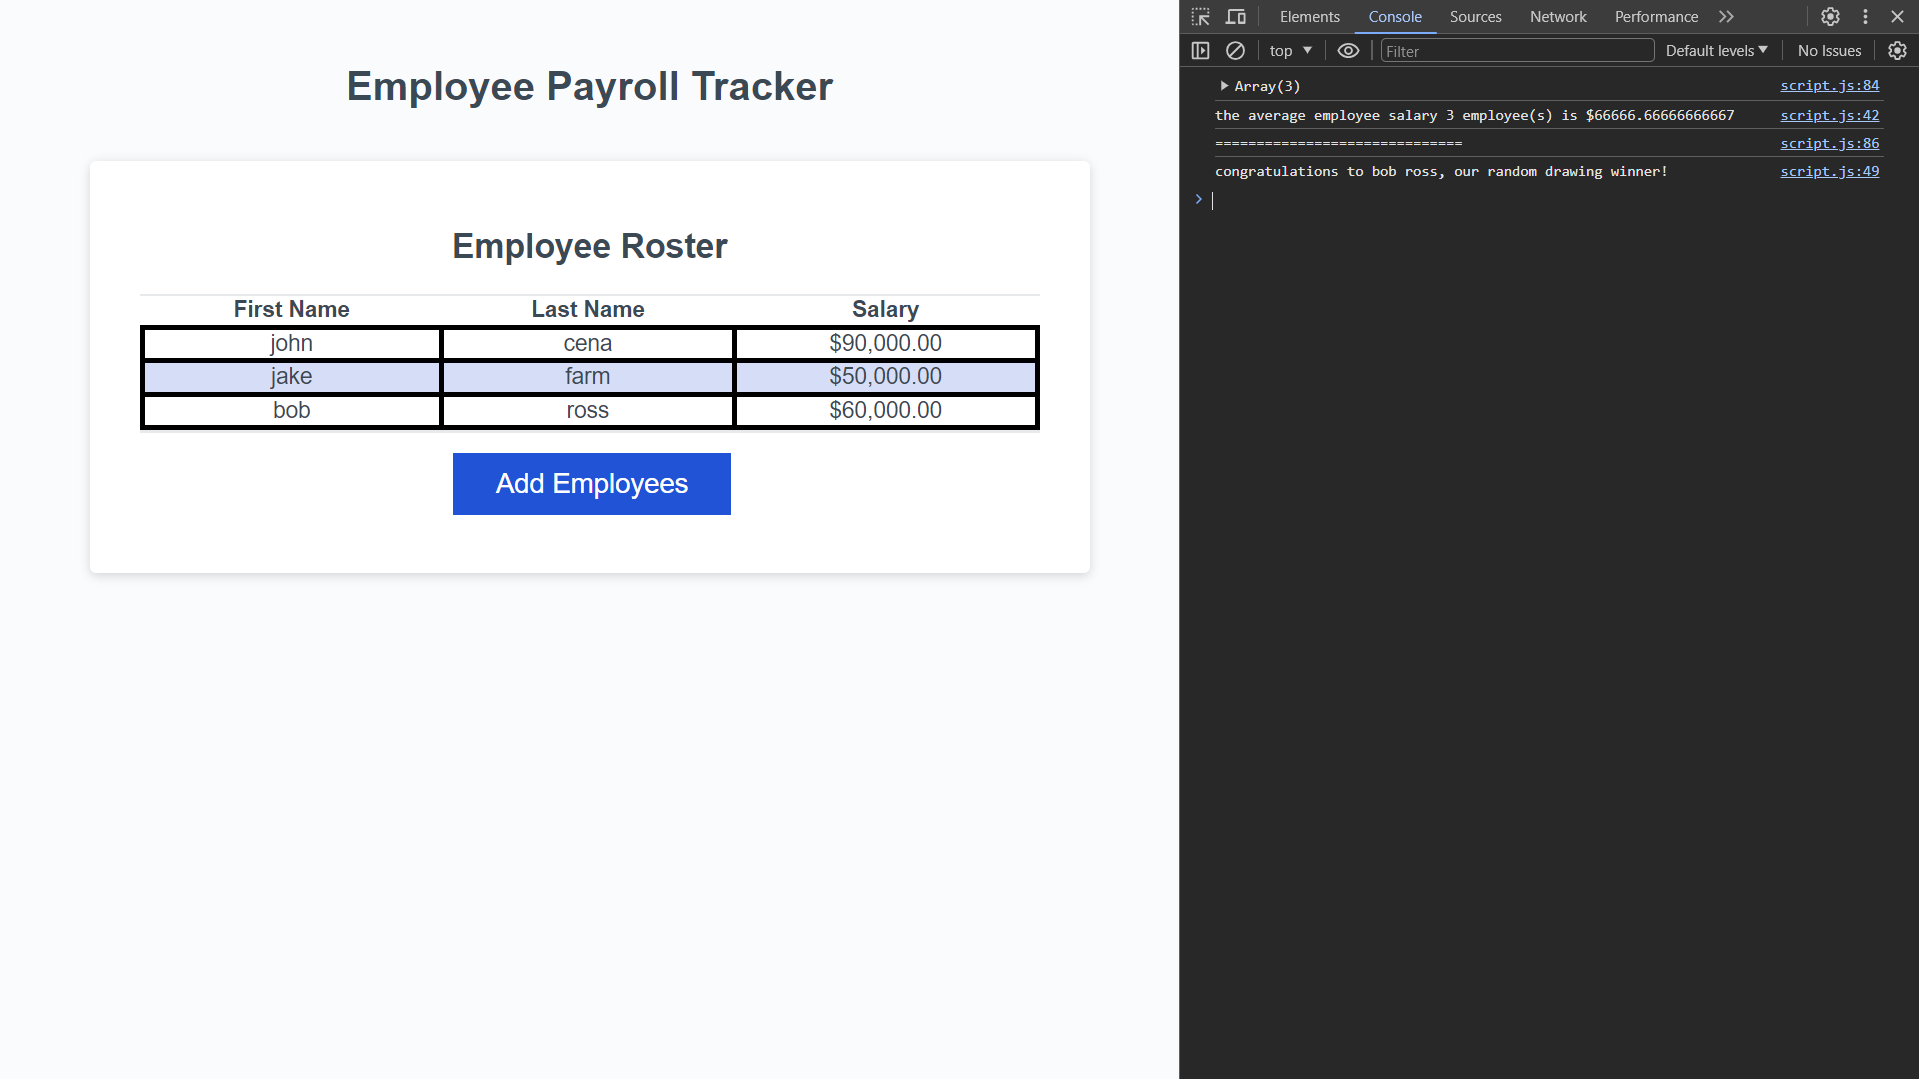 Employee Payroll Tracker
Employee Roster
First Name Last Name Salary
john cena $90,000.00
jake farm $50,000.00
bob ross $60,000.00
Add Employees
Elements Console Sources Network Performance
top Filter Default levels No Issues
Array(3) script.js:84
the average employee salary 3 employee(s) is $66666.66666666667 script.js:42
============================== script.js:86
congratulations to bob ross, our random drawing winner! script.js:49